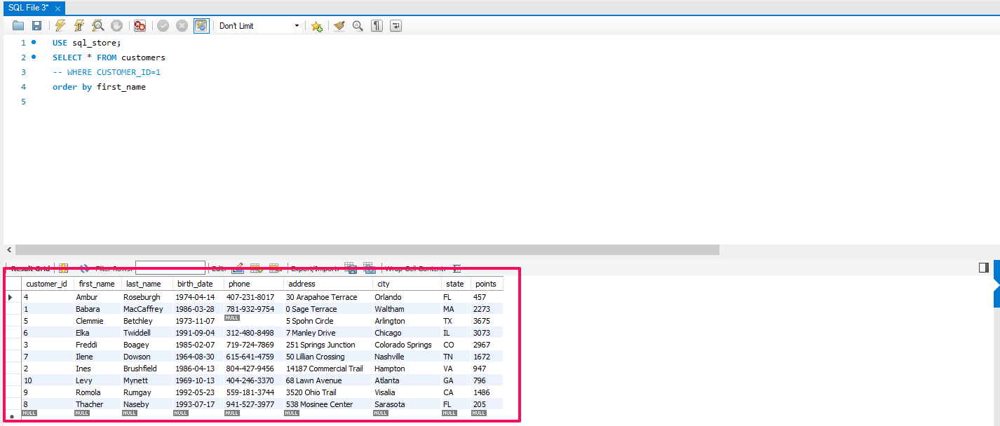 SQL File 3*
Don't Limit
1 USE sql_store;
2 SELECT * FROM customers
3 -- WHERE CUSTOMER_ID=1
4 order by first_name
5
Result Grid Filter Rows: Edit: Export/Import: Wrap Cell Content:
customer_id first_name last_name birth_date phone address city state points
4 Ambur Roseburgh 1974-04-14 407-231-8017 30 Arapahoe Terrace Orlando FL 457
1 Babara MacCaffrey 1986-03-28 781-932-9754 0 Sage Terrace Waltham MA 2273
5 Clemmie Betchley 1973-11-07 NULL 5 Spohn Circle Arlington TX 3675
6 Elka Twiddell 1991-09-04 312-480-8498 7 Manley Drive Chicago IL 3073
3 Freddi Boagey 1985-02-07 719-724-7869 251 Springs Junction Colorado Springs CO 2967
7 Ilene Dowson 1964-08-30 615-641-4759 50 Lillian Crossing Nashville TN 1672
2 Ines Brushfield 1986-04-13 804-427-9456 14187 Commercial Trail Hampton VA 947
10 Levy Mynett 1969-10-13 404-246-3370 68 Lawn Avenue Atlanta GA 796
9 Romola Rumgay 1992-05-23 559-181-3744 3520 Ohio Trail Visalia CA 1486
8 Thacher Naseby 1993-07-17 941-527-3977 538 Mosinee Center Sarasota FL 205
NULL NULL NULL NULL NULL NULL NULL NULL NULL